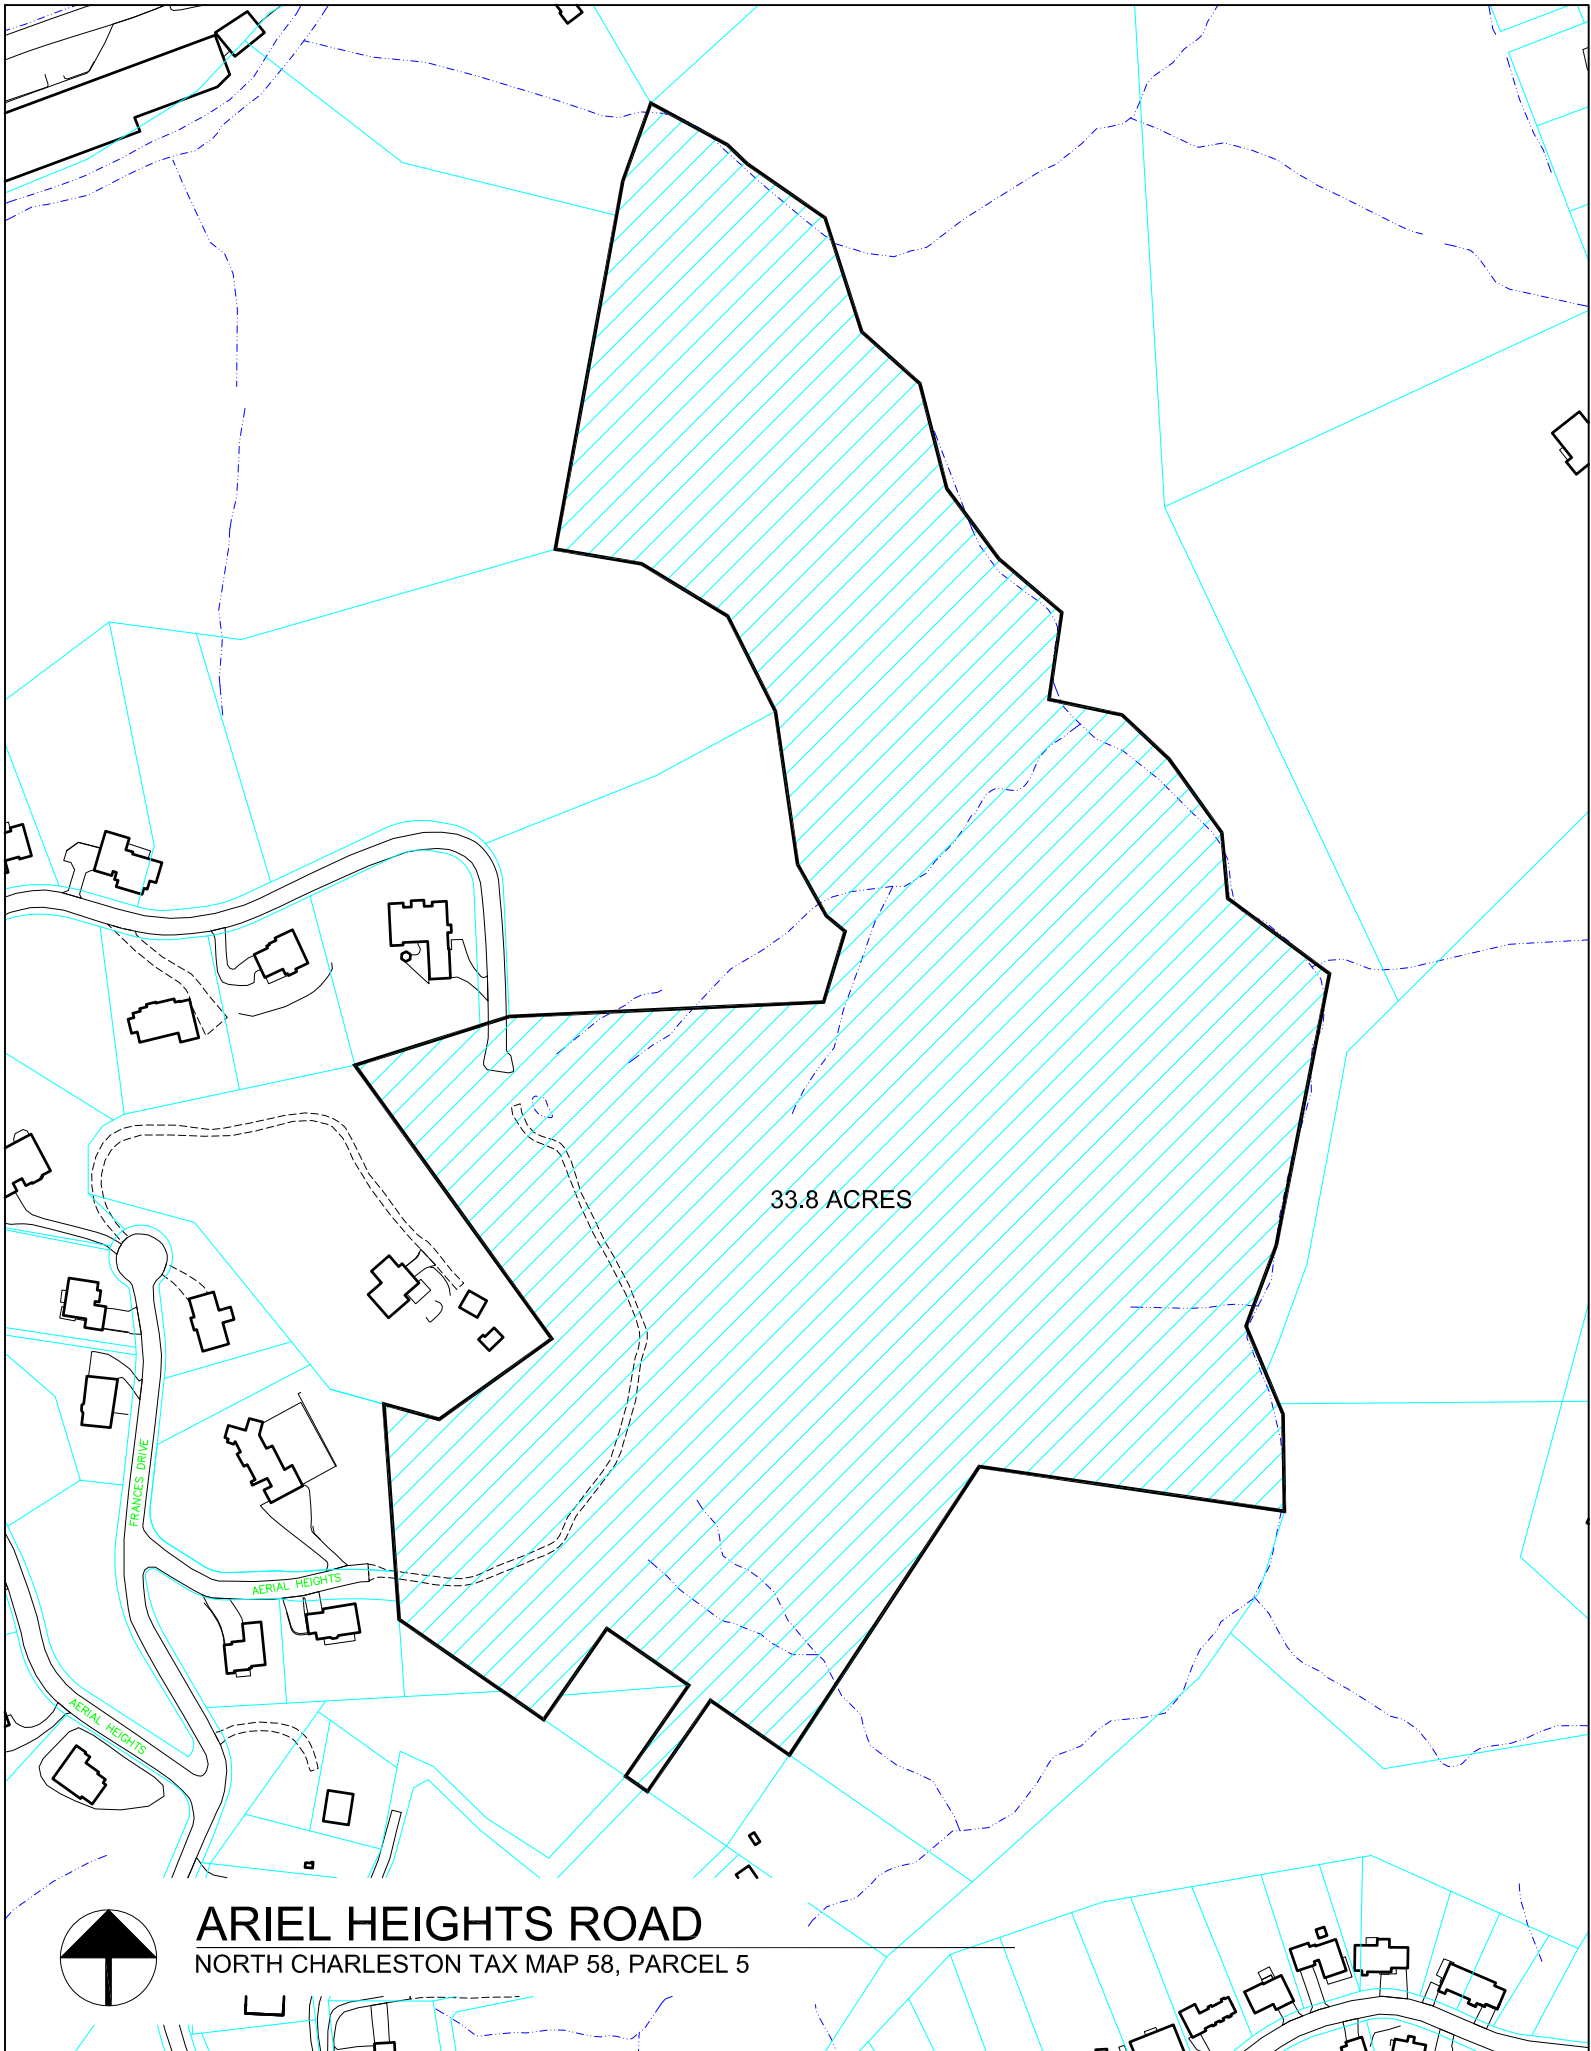 33.8 ACRES
FRANCES DRIVE
AERIAL HEIGHTS
AERIAL HEIGHTS
ARIEL HEIGHTS ROAD
NORTH CHARLESTON TAX MAP 58, PARCEL 5